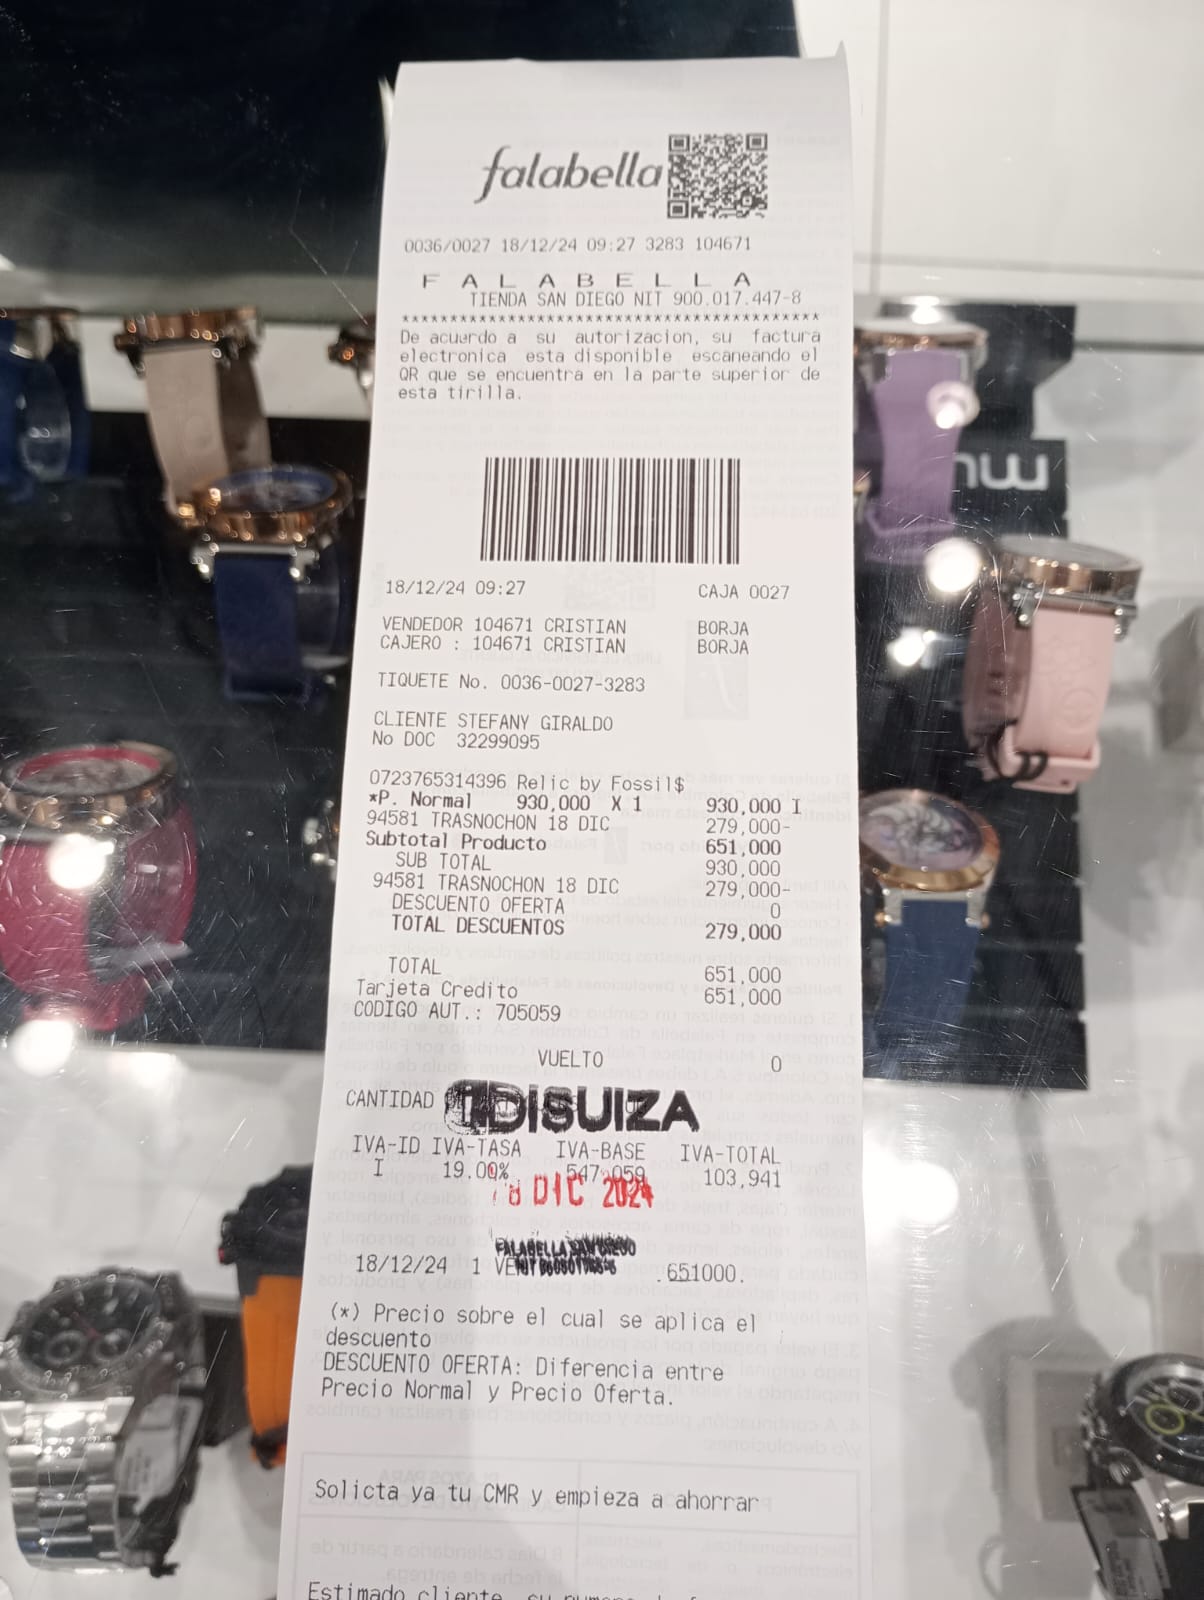 falabella
0036/0027 18/12/24 09:27 3283 104671
F A L A B E L L A
TIENDA SAN DIEGO NIT 900.017.447-8
******************************************
De acuerdo a su autorizacion, su factura
electronica esta disponible escaneando el
QR que se encuentra en la parte superior de
esta tirilla.
18/12/24 09:27 CAJA 0027
VENDEDOR 104671 CRISTIAN BORJA
CAJERO : 104671 CRISTIAN BORJA
TIQUETE No. 0036-0027-3283
CLIENTE STEFANY GIRALDO
No DOC 32299095
0723765314396 Relic by Fossil$
*P. Normal 930,000 X 1 930,000 I
94581 TRASNOCHON 18 DIC 279,000-
Subtotal Producto 651,000
SUB TOTAL 930,000
94581 TRASNOCHON 18 DIC 279,000-
DESCUENTO OFERTA 0
TOTAL DESCUENTOS 279,000
TOTAL 651,000
Tarjeta Credito 651,000
CODIGO AUT.: 705059
VUELTO 0
CANTIDAD
DISUIZA
IVA-ID IVA-TASA IVA-BASE IVA-TOTAL
I 19.00% 547,059 103,941
18 DIC 2024
FALABELLA SAN DIEGO
18/12/24 1 651000.
(*) Precio sobre el cual se aplica el
descuento
DESCUENTO OFERTA: Diferencia entre
Precio Normal y Precio Oferta.
Solicta ya tu CMR y empieza a ahorrar
Estimado cliente, su
mw